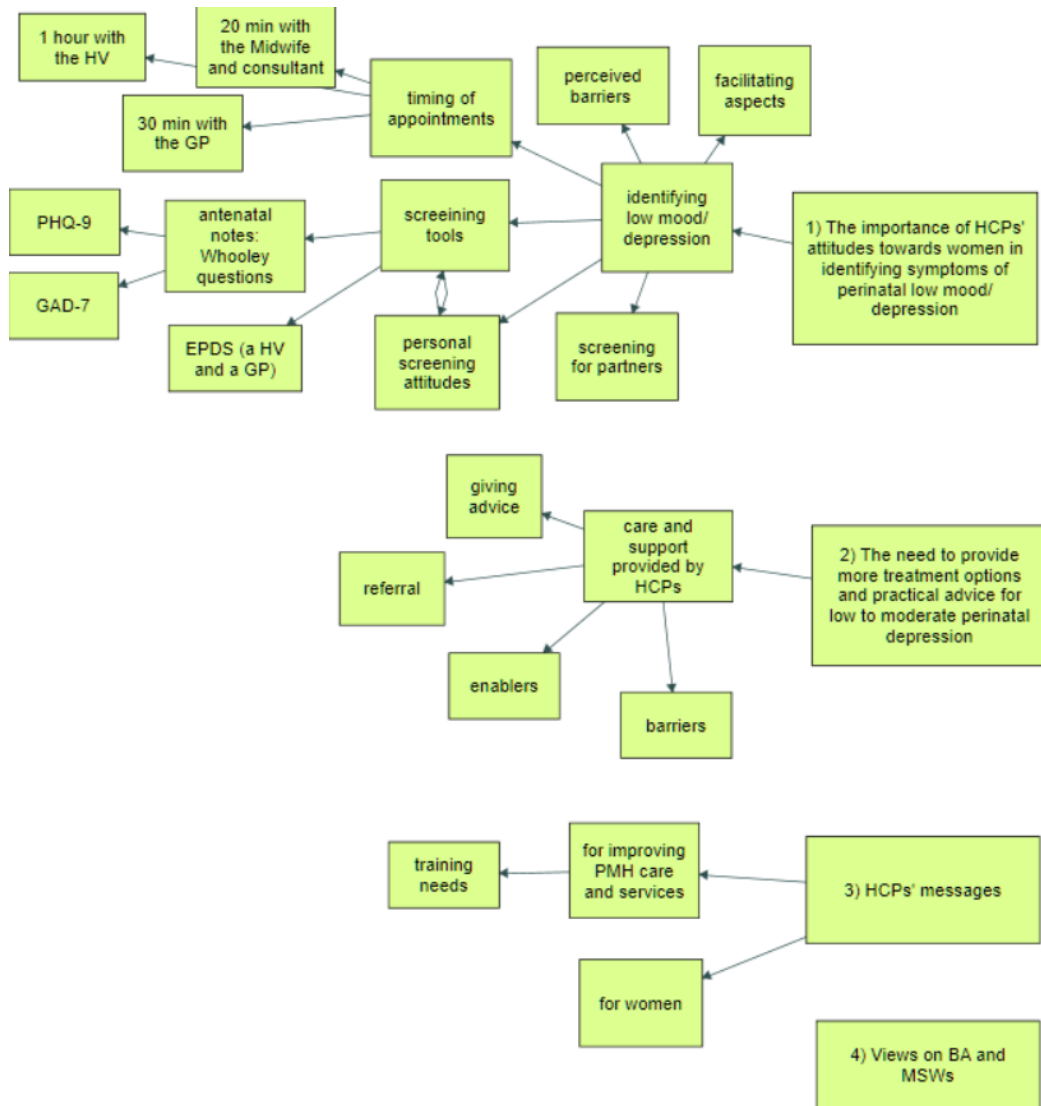 1 hour with
the HV
20 min with
the Midwife
and consultant
timing of
appointments
perceived
barriers
facilitating
aspects
30 min with
the GP
PHQ-9
antenatal
notes:
Whooley
questions
screeining
tools
identifying
low mood/
depression
1) The importance of HCPs'
attitudes towards women in
identifying symptoms of
perinatal low mood/
depression
GAD-7
EPDS (a HV
and a GP)
personal
screening
attitudes
screening
for partners
giving
advice
care and
support
provided by
HCPs
2) The need to provide
more treatment options
and practical advice for
low to moderate perinatal
depression
referral
enablers
barriers
training
needs
for improving
PMH care
and services
3) HCPs' messages
for women
4) Views on BA and
MSWs